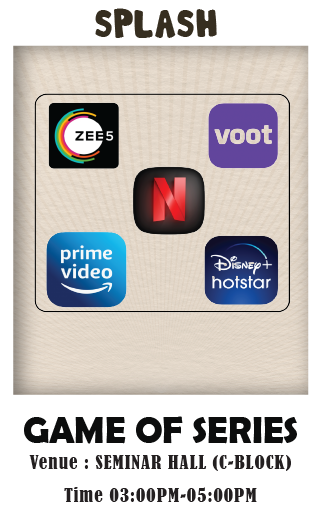 SPLASH
ZEE5
voot
N
prime
video
Disney+
hotstar
GAME OF SERIES
Venue : SEMINAR HALL (C-BLOCK)
Time 03:00PM-05:00PM